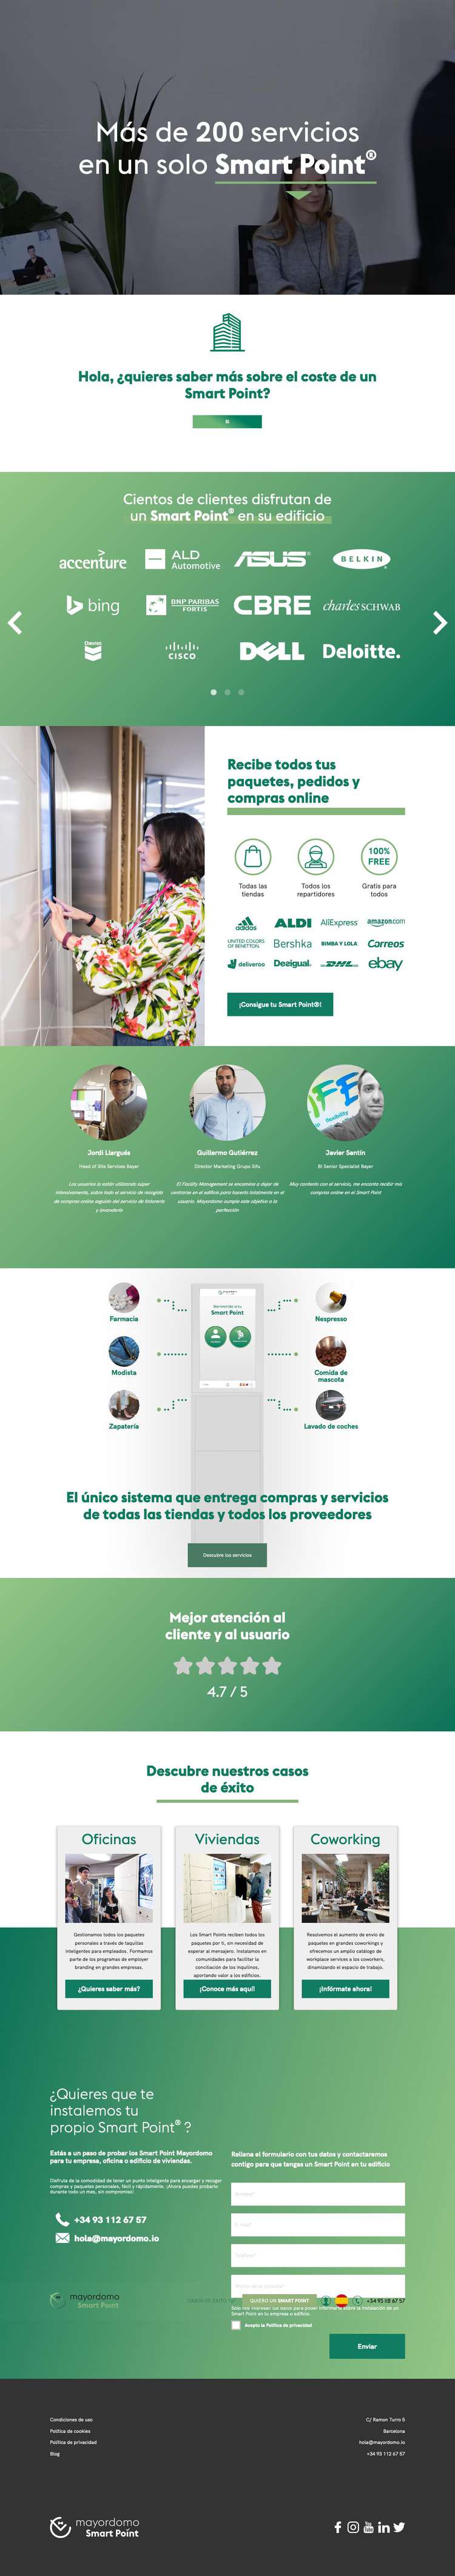 Más de 200 servicios
en un solo Smart Point®
Hola, ¿quieres saber más sobre el coste de un
Smart Point?
Cientos de clientes disfrutan de
un Smart Point® en su edificio
accenture
ALD
Automotive
ASUS
BELKIN
bing
BNP PARIBAS
FORTIS
CBRE
charles SCHWAB
Chevron
CISCO
DELL
Deloitte.
Recibe todos tus
paquetes, pedidos y
compras online
100%
FREE
Todas las
tiendas
Todos los
repartidores
Gratis para
todos
adidas
ALDI
AliExpress
amazon.com
UNITED COLORS
OF BENETTON.
Bershka
BIMBA Y LOLA
Correos
deliveroo
Desigual.
DHL
ebay
¡Consigue tu Smart Point®!
Jordi Llargués
Head of Site Services Bayer
Los usuarios lo están utilizando super
intensivamente, sobre todo el servicio de recogida
de compras online seguido del servicio de tintorería
y lavandería
Guillermo Gutiérrez
Director Marketing Grupo Sifu
El Facility Management se encamina a dejar de
centrarse en el edificio para hacerlo totalmente en el
usuario. Mayordomo cumple este objetivo a la
perfección
flexibility
Javier Santín
BI Senior Specialist Bayer
Muy contento con el servicio, me encanta recibir mis
compras online en el Smart Point
Farmacia
Modista
Zapatería
Bienvenido a tu
Smart Point
Nespresso
Comida de
mascota
Lavado de coches
El único sistema que entrega compras y servicios
de todas las tiendas y todos los proveedores
Descubre los servicios
Mejor atención al
cliente y al usuario
4.7 / 5
Descubre nuestros casos
de éxito
Oficinas
Gestionamos todos los paquetes
personales a través de taquillas
inteligentes para empleados. Formamos
parte de los programas de employer
branding en grandes empresas.
¿Quieres saber más?
Viviendas
Los Smart Points reciben todos los
paquetes por ti, sin necesidad de
esperar al mensajero. Instalamos en
comunidades para facilitar la
conciliación de los inquilinos,
aportando valor a los edificios.
¡Conoce más aquí!
Coworking
Resolvemos el aumento de envío de
paquetes en grandes coworkings y
ofrecemos un amplio catálogo de
workplace services a los coworkers,
dinamizando el espacio de trabajo.
¡Infórmate ahora!
¿Quieres que te
instalemos tu
propio Smart Point® ?
Estás a un paso de probar los Smart Point Mayordomo
para tu empresa, oficina o edificio de viviendas.
Disfruta de la comodidad de tener un punto inteligente para encargar y recoger
compras y paquetes personales, fácil y rápidamente. ¡Ahora puedes probarlo
durante todo un mes, sin compromiso!
+34 93 112 67 57
hola@mayordomo.io
Rellena el formulario con tus datos y contactaremos
contigo para que tengas un Smart Point en tu edificio
mayordomo
Smart Point
QUIERO UN SMART POINT
Smart Point en tu empresa o edificio.
Acepto la Política de privacidad
Enviar
Condiciones de uso
Política de cookies
Política de privacidad
Blog
C/ Ramon Turro 5
Barcelona
hola@mayordomo.io
+34 93 112 67 57
mayordomo
Smart Point